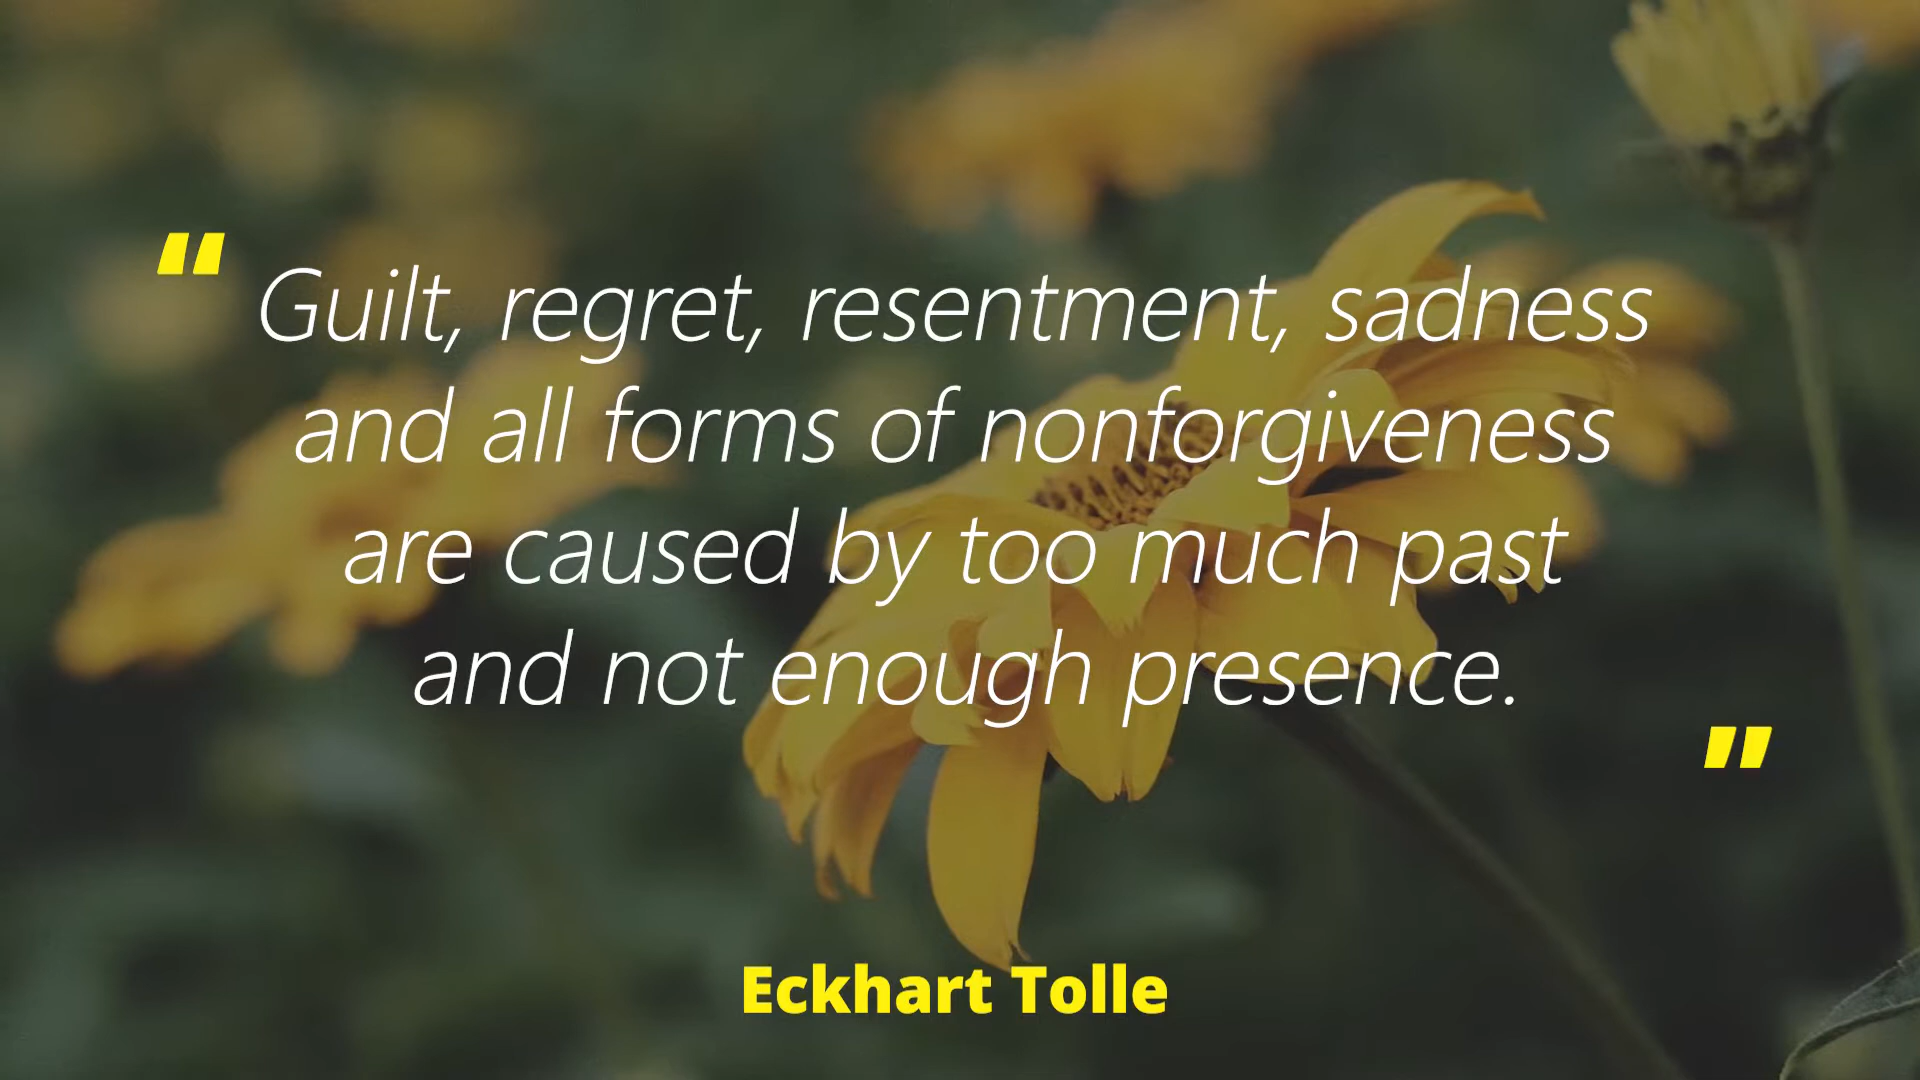 "Guilt, regret, resentment, sadness
and all forms of nonforgiveness
are caused by too much past
and not enough presence."
Eckhart Tolle